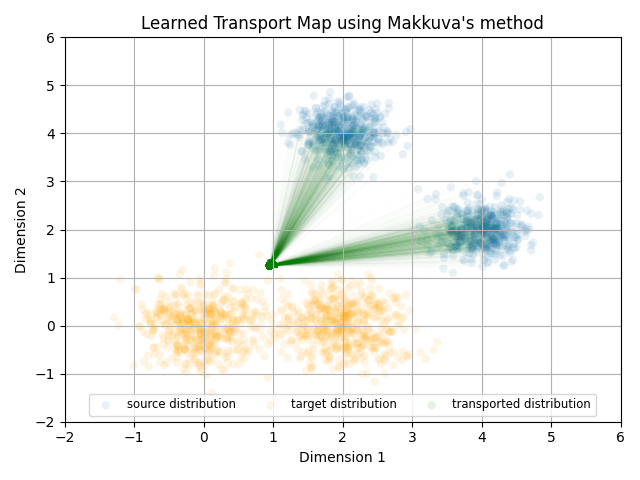 Learned Transport Map using Makkuva's method
6
5
4
3
2
1
0
−1
−2
Dimension 2
source distribution target distribution transported distribution
−2 −1 0 1 2 3 4 5 6
Dimension 1